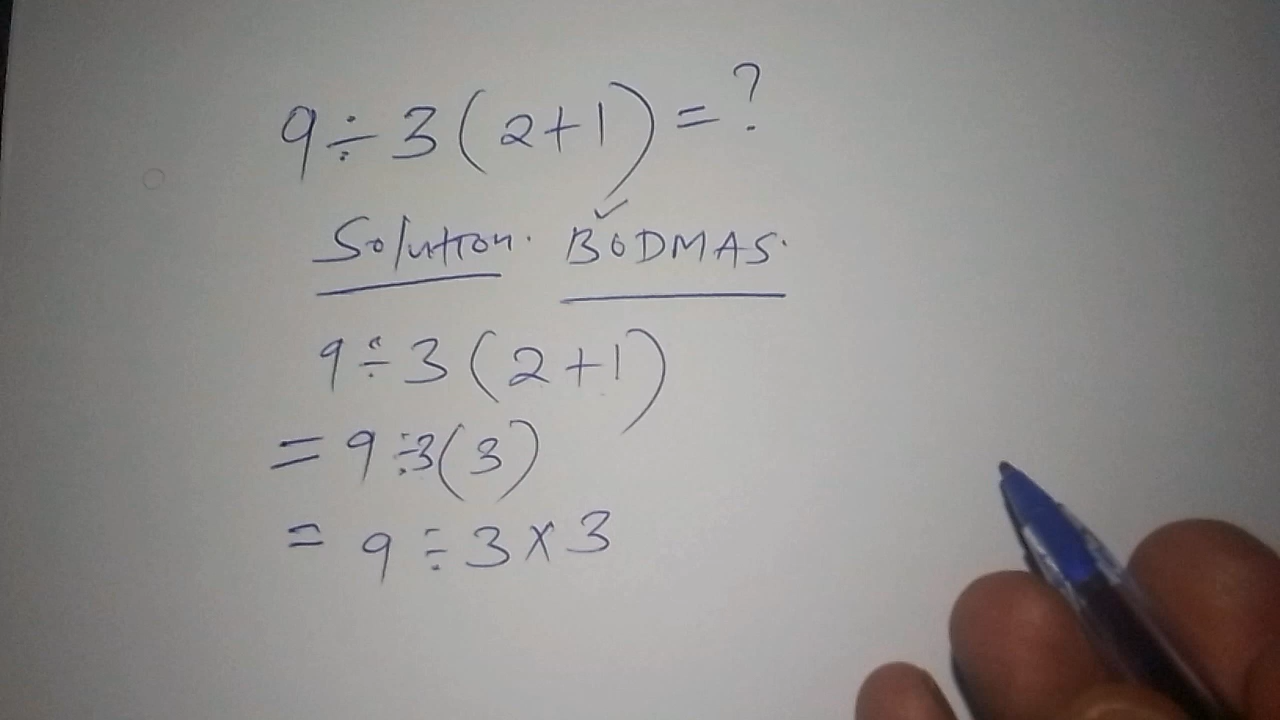 9÷3(2+1)=?
Solution. BODMAS.
9÷3(2+1)
=9÷3(3)
=9÷3×3